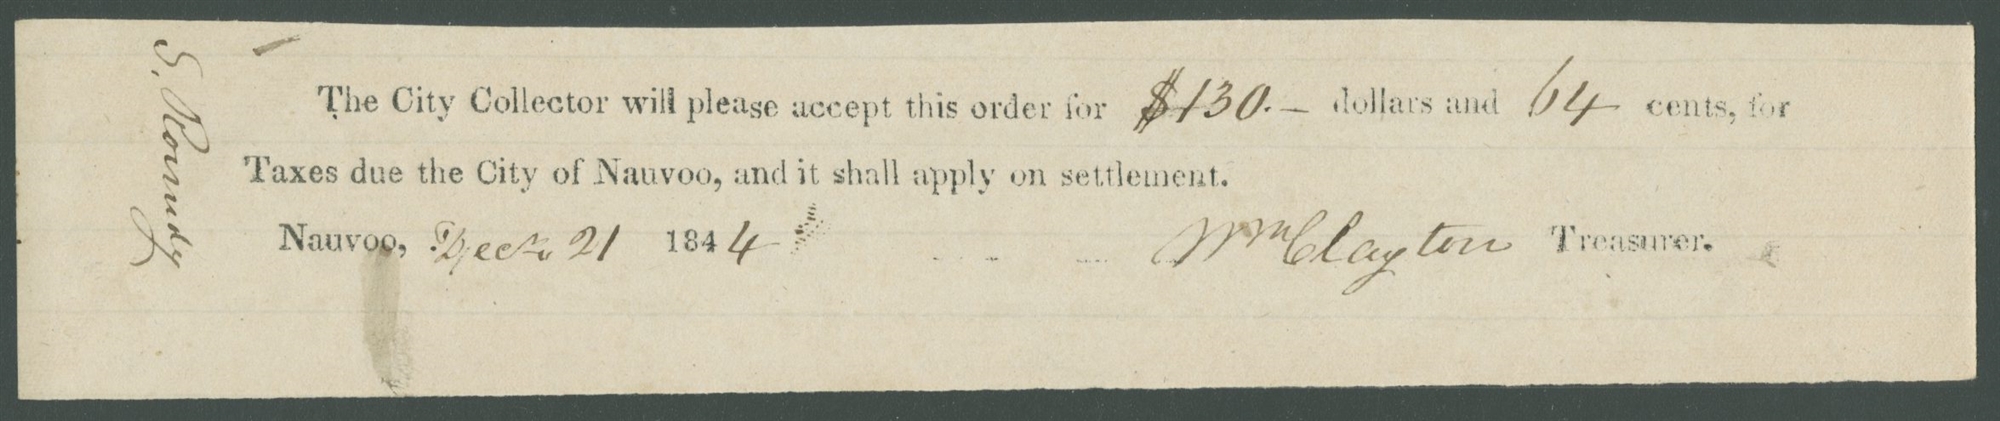 S. Roundy
The City Collector will please accept this order for $130.— dollars and 64 cents, for
Taxes due the City of Nauvoo, and it shall apply on settlement.
Nauvoo, Decr. 21 1844 Wm Clayton Treasurer.